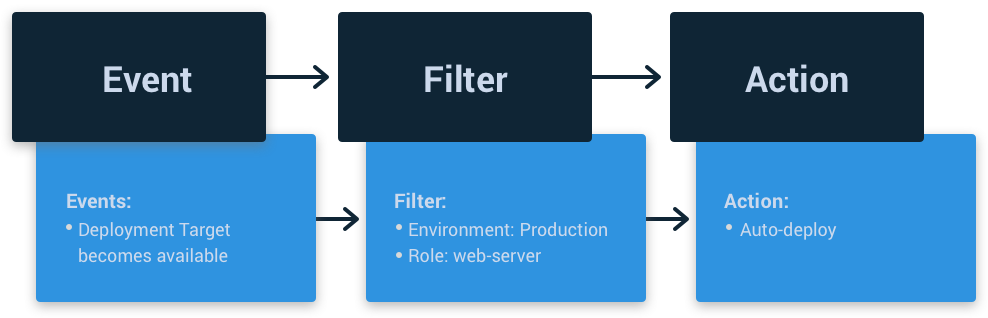 Event
Filter
Action
Events:
• Deployment Target
becomes available
Filter:
• Environment: Production
• Role: web-server
Action:
• Auto-deploy